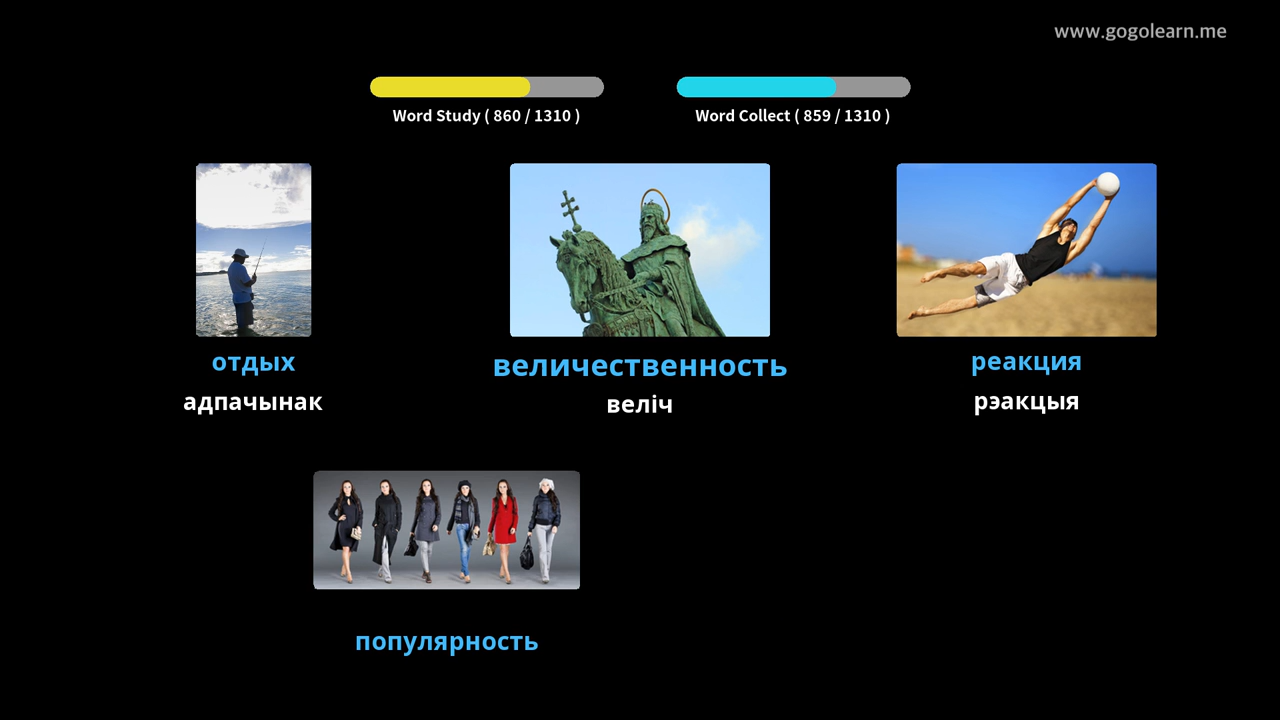 www.gogolearn.me
Word Study ( 860 / 1310 )
Word Collect ( 859 / 1310 )
отдых
адпачынак
величественность
веліч
реакция
рэакцыя
популярность